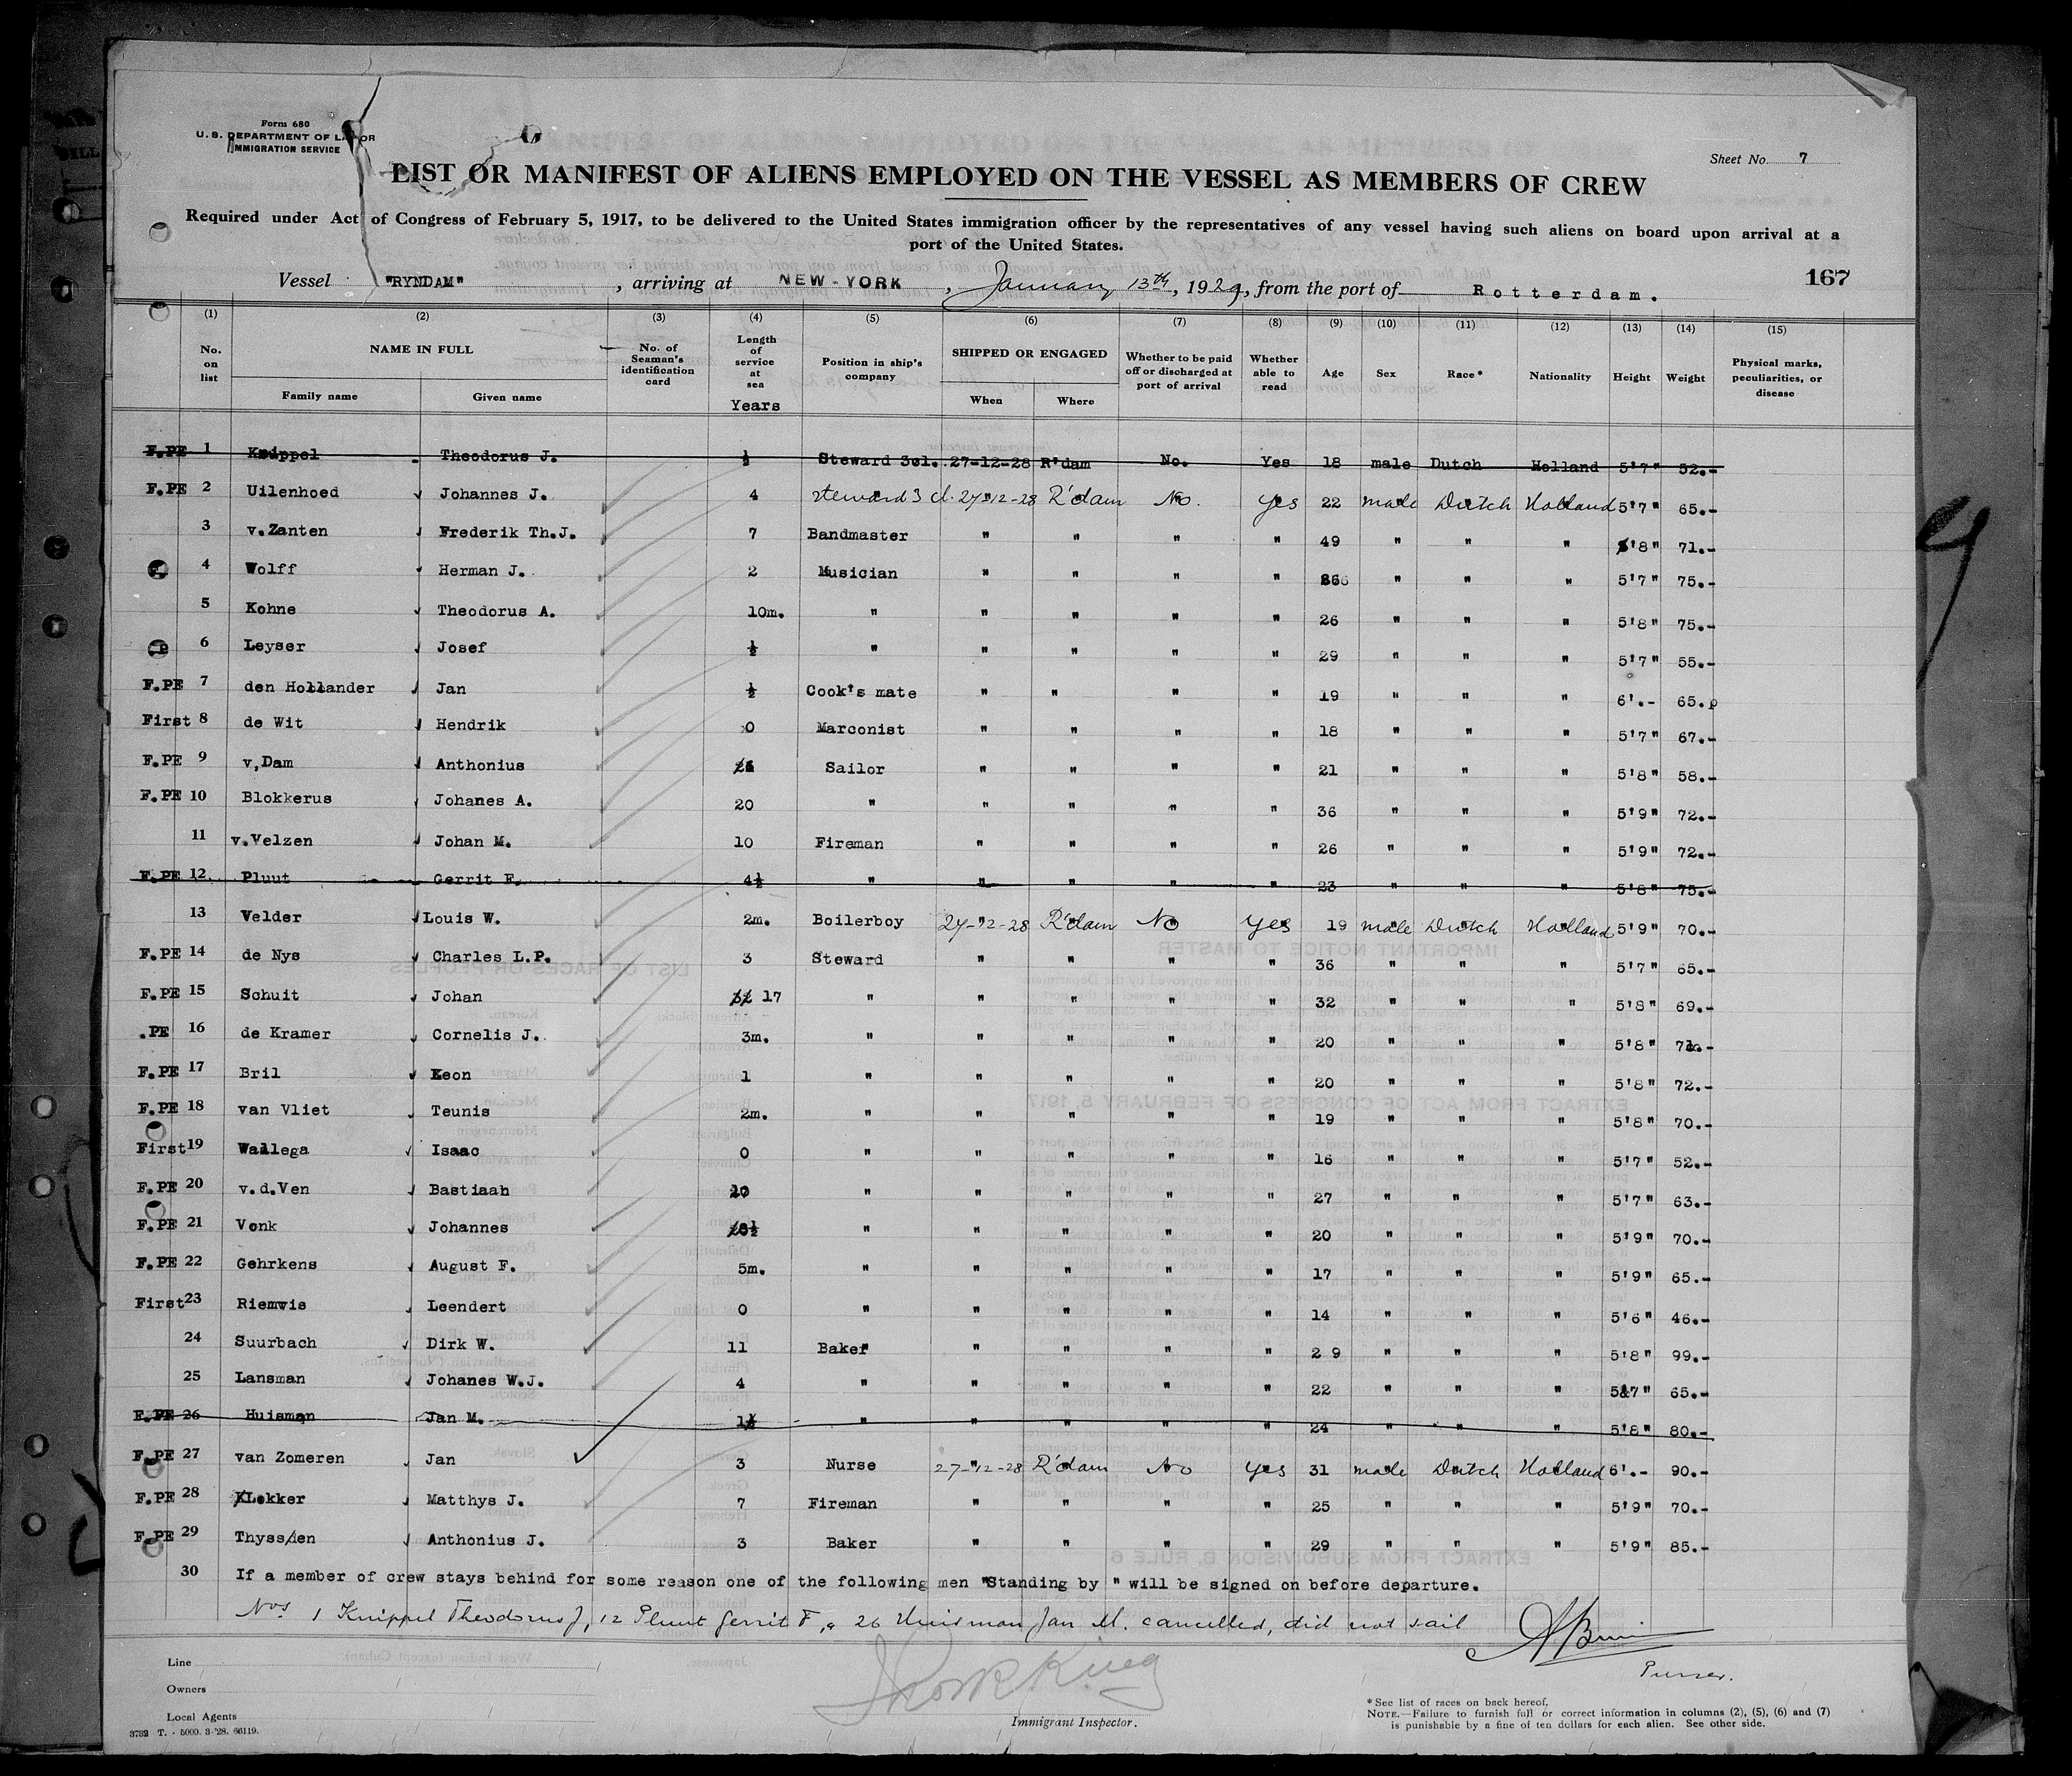 Form 680
U. S. DEPARTMENT OF LABOR
IMMIGRATION SERVICE
Sheet No. 7
LIST OR MANIFEST OF ALIENS EMPLOYED ON THE VESSEL AS MEMBERS OF CREW
Required under Act of Congress of February 5, 1917, to be delivered to the United States immigration officer by the representatives of any vessel having such aliens on board upon arrival at a
port of the United States.
167
Vessel "RYNDAM", arriving at NEW-YORK, January 13th, 1929, from the port of Rotterdam.
(1) (2) (3) (4) (5) (6) (7) (8) (9) (10) (11) (12) (13) (14) (15)
No. on list NAME IN FULL Family name Given name No. of Seaman's identification card Length of service at sea Years Position in ship's company SHIPPED OR ENGAGED When Where Whether to be paid off or discharged at port of arrival Whether able to read Age Sex Race* Nationality Height Weight Physical marks, peculiarities, or disease
F.PE 1 Knippel Theodorus J. ½ Steward 3cl. 27-12-28 R'dam No. Yes 18 male Dutch Holland 5'7" 52.-
F.PE 2 Uilenhoed Johannes J. 4 steward 3 cl. 27-12-28 R'dam No. Yes 22 male Dutch Holland 5'7" 65.-
3 v.Zanten Frederik Th.J. 7 Bandmaster " " " " 49 " " " 5'8" 71.-
4 Wolff Herman J. 2 Musician " " " " " " " 5'7" 75.-
5 Kohne Theodorus A. 10m. " " " " " 26 " " " 5'8" 75.-
6 Leyser Josef ½ " " " " " 29 " " " 5'7" 55.-
F.PE 7 den Hollander Jan ½ Cook's mate " " " " 19 " " " 6'.- 65.
First 8 de Wit Hendrik 0 Marconist " " " " 18 " " " 5'7" 67.-
F.PE 9 v,Dam Anthonius Sailor " " " " 21 " " " 5'8" 58.-
F.PE 10 Blokkerus Johanes A. 20 " " " " " 36 " " " 5'9" 72.-
11 v.Velzen Johan M. 10 Fireman " " " " 26 " " " 5'9" 72.-
F.PE 12 Pluut Gerrit F. 4½ " " " " " 23 " " " 5'8" 75.-
13 Velder Louis W. 2m. Boilerboy 27-12-28 R'dam No Yes 19 male Dutch Holland 5'9" 70.-
F.PE 14 de Nys Charles L.P. 3 Steward " " " " 36 " " " 5'7" 65.-
F.PE 15 Schuit Johan 17 " " " " " 32 " " " 5'8" 69.-
.PE 16 de Kramer Cornelis J. 3m. " " " " " 20 " " " 5'8"
F.PE 17 Bril Keon 1 " " " " " 20 " " " 5'8" 72.-
F.PE 18 van Vliet Teunis 2m. " " " " " 19 " " " 5'8" 70.-
First 19 Wallega Isaac 0 " " " " " 16 " " " 5'7" 52.-
F.PE 20 v.d.Ven Bastiaan " " " " " 27 " " " 5'7" 63.-
F.PE 21 Vonk Johannes " " " " " 20 " " " 5'9" 70.-
F.PE 22 Gehrkens August F. 5m. " " " " " 17 " " " 5'9" 65.-
First 23 Riemvis Leendert 0 " " " " " 14 " " " 5'6" 46.-
24 Suurbach Dirk W. 11 Baker " " " " 29 " " " 5'8" 99.-
25 Lansman Johanes W.J. 4 " " " " " 22 " " " 5'7" 65.-
F.PE 26 Huisman Jan M. " " " " " 24 " " " 5'8" 80.-
F.PE 27 van Zomeren Jan 3 Nurse 27-12-28 R'dam No Yes 31 male Dutch Holland 6'.- 90.-
F.PE 28 Klokker Matthys J. 7 Fireman " " " " 25 " " " 5'9" 70.-
F.PE 29 Thyssen Anthonius J. 3 Baker " " " " 29 " " " 5'9" 85.-
30 If a member of crew stays behind for some reason one of the following men "Standing by" will be signed on before departure.
Nos 1 Knippel Theodorus J, 12 Pluut Gerrit F, 26 Huisman Jan M. cancelled, did not sail
Purser.
Line
Owners
Local Agents
3732 T. - 5000. 3-'28. 66119.
Immigrant Inspector.
*See list of races on back hereof,
NOTE.—Failure to furnish full or correct information in columns (2), (5), (6) and (7)
is punishable by a fine of ten dollars for each alien. See other side.